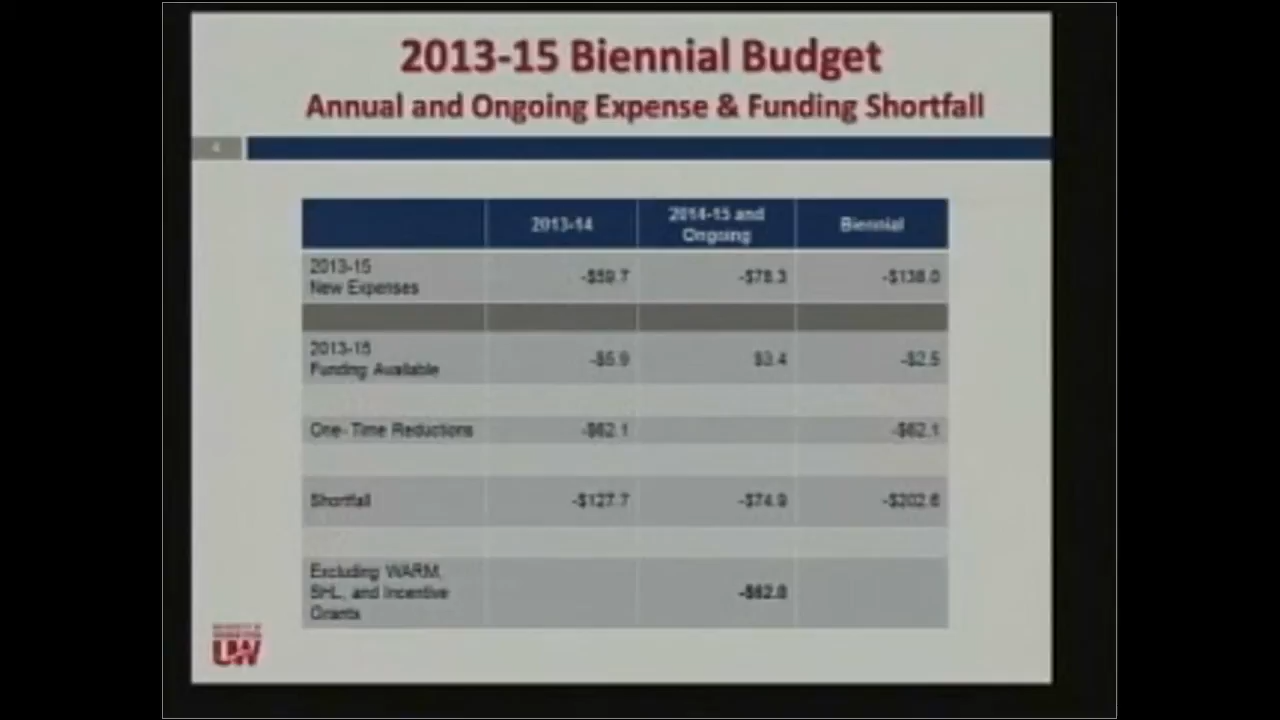 2013-15 Biennial Budget
Annual and Ongoing Expense & Funding Shortfall
4
2013-14
2014-15 and
Ongoing
Biennial
2013-15
New Expenses
-$59.7
-$78.3
-$138.0
2013-15
Funding Available
-$5.9
$3.4
-$2.5
One-Time Reductions
-$62.1
-$62.1
Shortfall
-$127.7
-$74.9
-$202.6
Excluding WARM,
SHL, and Incentive
Grants
UW